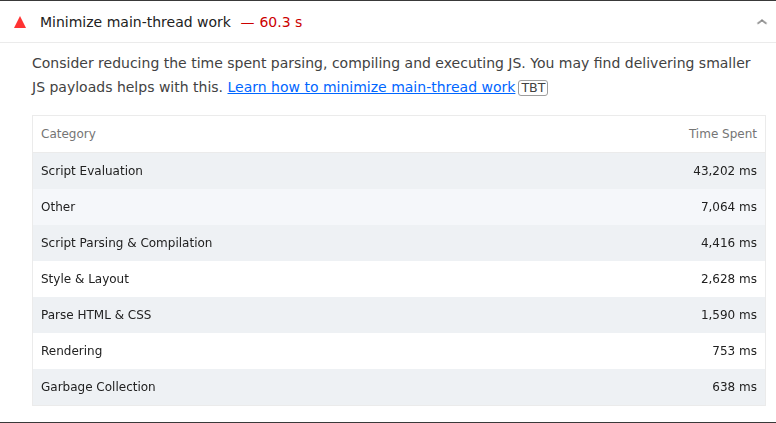 Minimize main-thread work — 60.3 s
Consider reducing the time spent parsing, compiling and executing JS. You may find delivering smaller
JS payloads helps with this. Learn how to minimize main-thread work TBT
Category Time Spent
Script Evaluation 43,202 ms
Other 7,064 ms
Script Parsing & Compilation 4,416 ms
Style & Layout 2,628 ms
Parse HTML & CSS 1,590 ms
Rendering 753 ms
Garbage Collection 638 ms